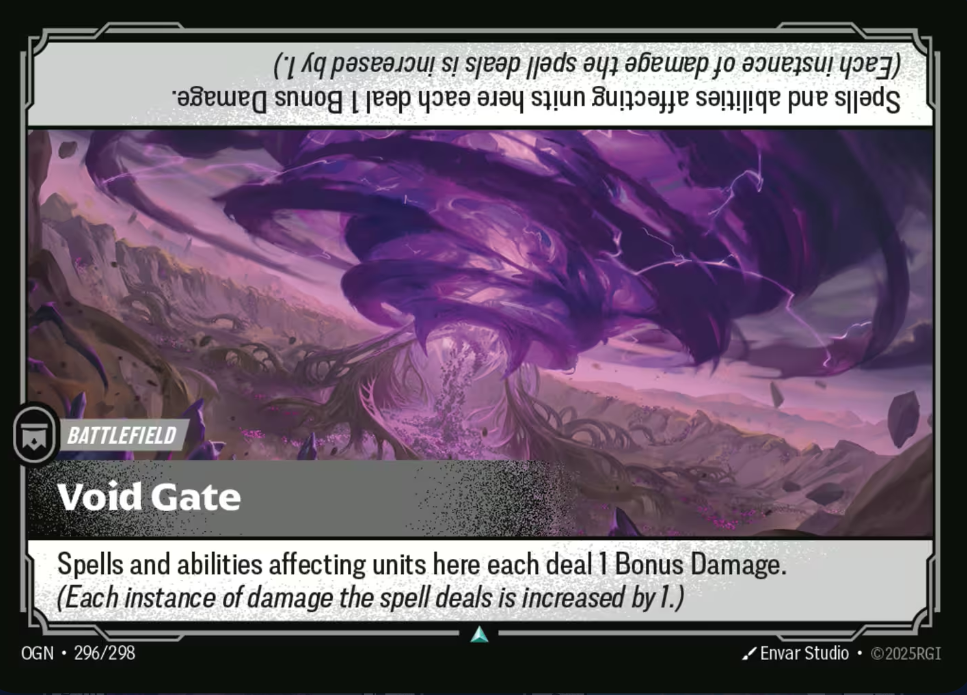 (Each instance of damage the spell deals is increased by 1.)
Spells and abilities affecting units here each deal 1 Bonus Damage.
BATTLEFIELD
Void Gate
Spells and abilities affecting units here each deal 1 Bonus Damage.
(Each instance of damage the spell deals is increased by 1.)
OGN • 296/298
Envar Studio • ©2025RGI